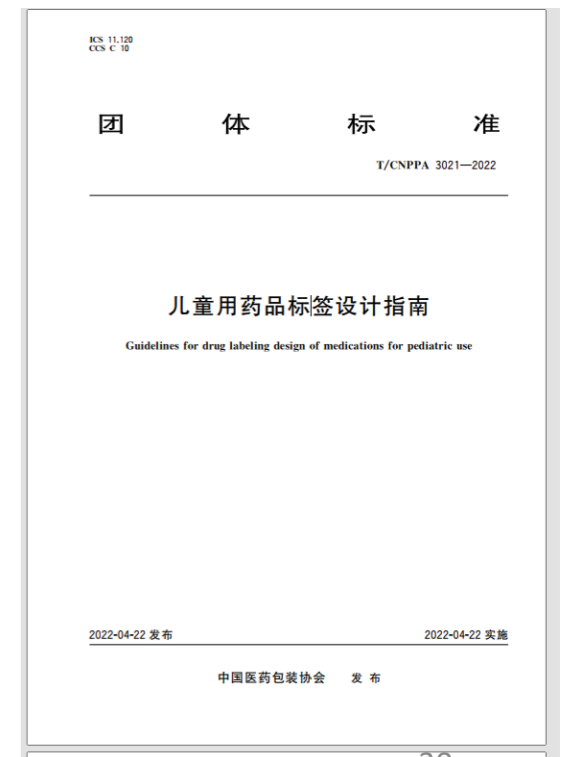 ICS 11.120
CCS C 10
团体标准
T/CNPPA 3021—2022
儿童用药品标签设计指南
Guidelines for drug labeling design of medications for pediatric use
2022-04-22 发布
2022-04-22 实施
中国医药包装协会 发布